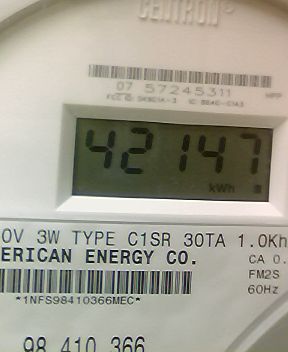 CENTRON®
07 57245311
42147
kWh
0V 3W TYPE C1SR 30TA 1.0Kh
ERICAN ENERGY CO.
CA 0.
FM2S
*1NFS98410366MEC*
60Hz
98 410 366